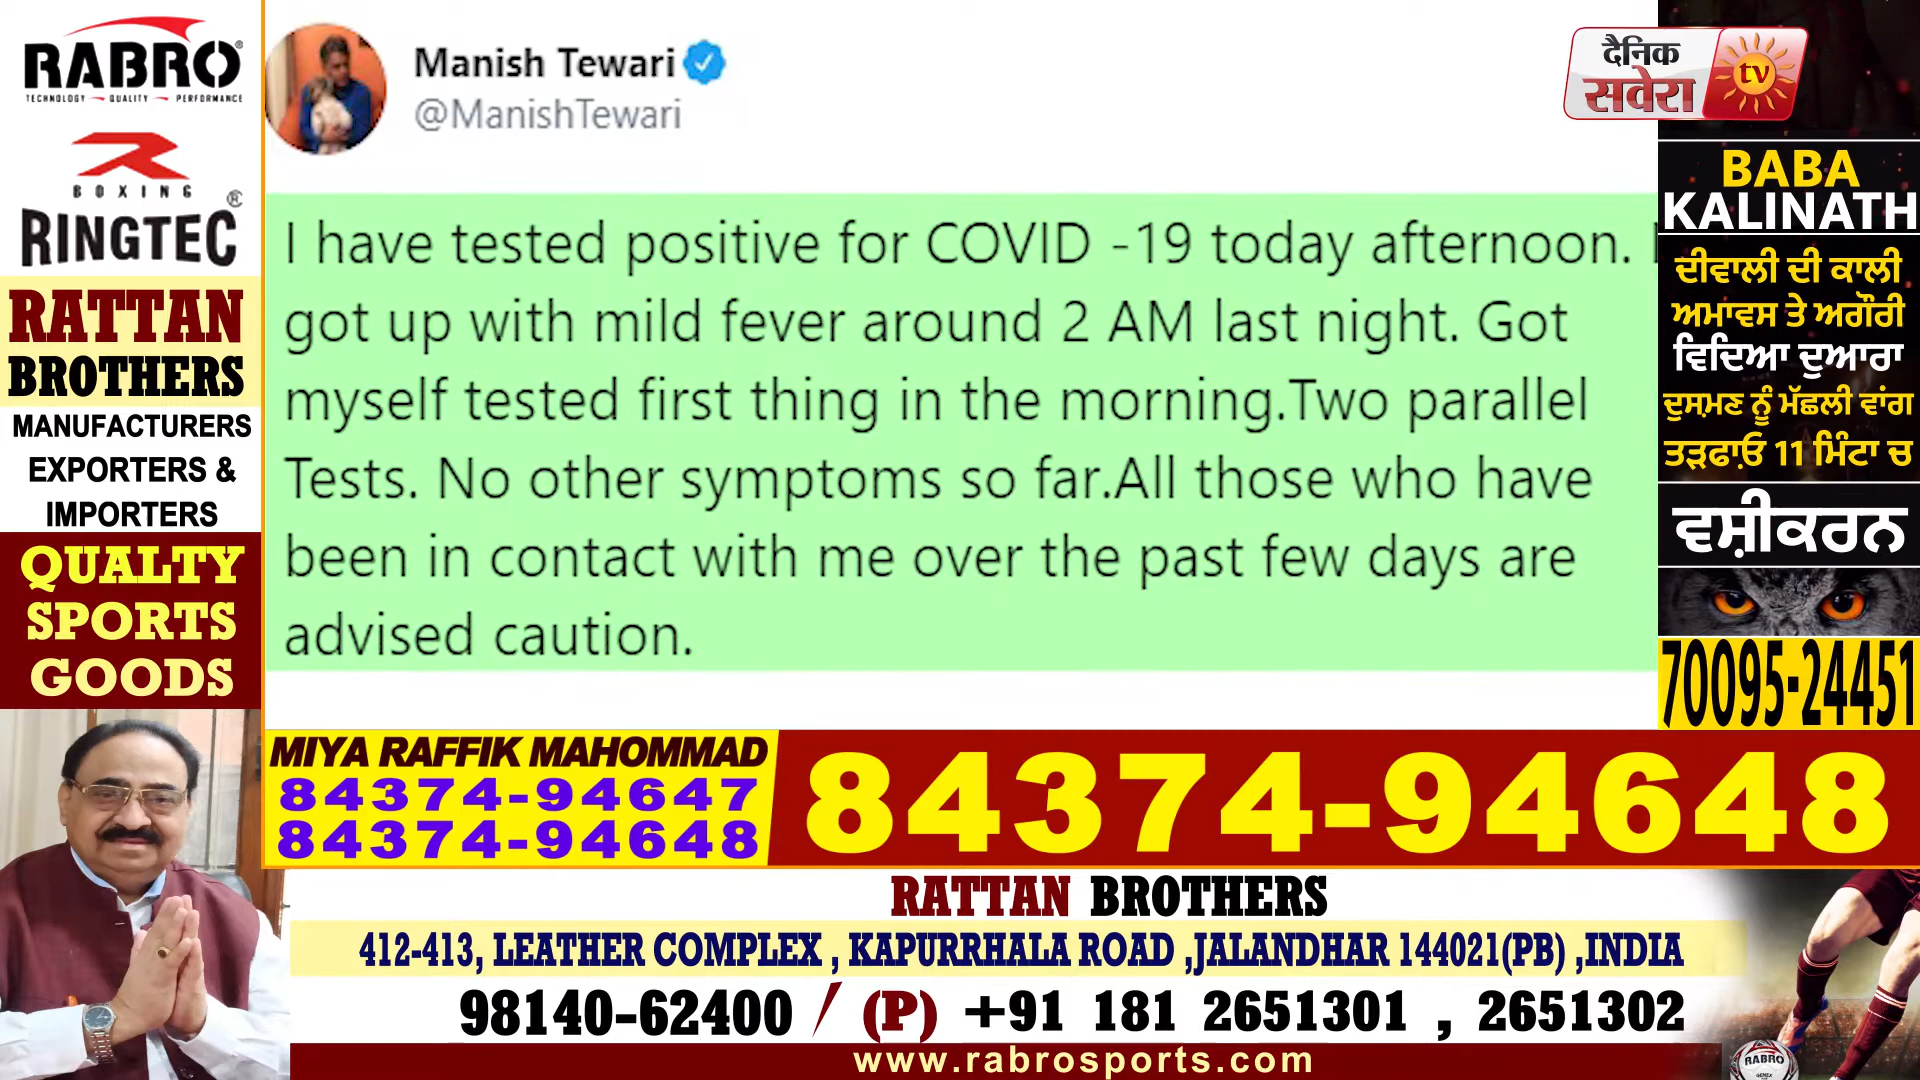 RABRO®
TECHNOLOGY – QUALITY – PERFORMANCE
BOXING
RINGTEC®
RATTAN
BROTHERS
MANUFACTURERS
EXPORTERS &
IMPORTERS
QUALTY
SPORTS
GOODS
Manish Tewari
@ManishTewari
I have tested positive for COVID -19 today afternoon. I
got up with mild fever around 2 AM last night. Got
myself tested first thing in the morning.Two parallel
Tests. No other symptoms so far.All those who have
been in contact with me over the past few days are
advised caution.
दैनिक
सवेरा
tv
BABA
KALINATH
ਦੀਵਾਲੀ ਦੀ ਕਾਲੀ
ਅਮਾਵਸ ਤੇ ਅਗੌਰੀ
ਵਿਦਿਆ ਦੁਆਰਾ
ਦੁਸ਼ਮਣ ਨੂੰ ਮੱਛਲੀ ਵਾਂਗ
ਤੜਫਾਓ 11 ਮਿੰਟਾ ਚ
ਵਸ਼ੀਕਰਨ
70095-24451
MIYA RAFFIK MAHOMMAD
84374-94647
84374-94648
84374-94648
RATTAN BROTHERS
412-413, LEATHER COMPLEX , KAPURRHALA ROAD ,JALANDHAR 144021(PB) ,INDIA
98140-62400 / (P) +91 181 2651301 , 2651302
www.rabrosports.com
RABRO